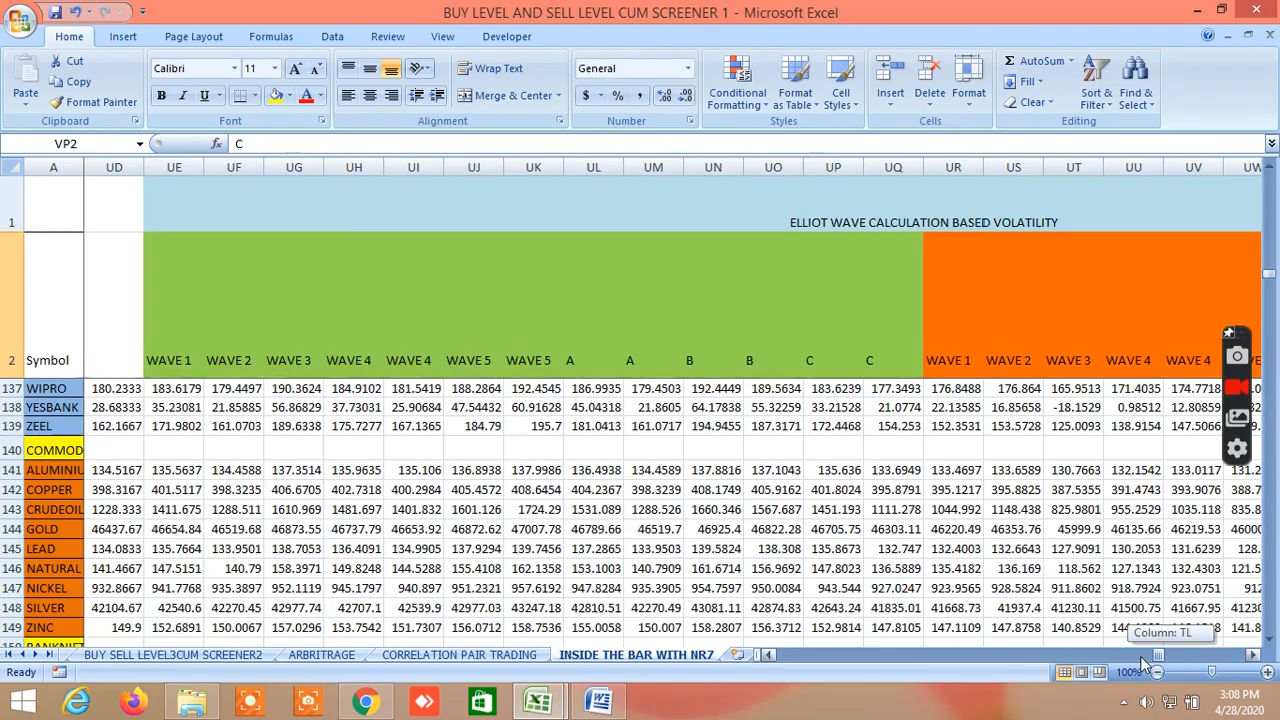 BUY LEVEL AND SELL LEVEL CUM SCREENER 1 - Microsoft Excel
Home Insert Page Layout Formulas Data Review View Developer
Cut
Copy
Format Painter
Paste
Clipboard
Calibri 11
B I U
Font
Wrap Text
Merge & Center
Alignment
General
$ % ,
Number
Conditional Formatting
Format as Table
Cell Styles
Styles
Insert Delete Format
Cells
AutoSum
Fill
Clear
Sort & Filter
Find & Select
Editing
VP2 fx C
A UD UE UF UG UH UI UJ UK UL UM UN UO UP UQ UR US UT UU UV UW
1 ELLIOT WAVE CALCULATION BASED VOLATILITY
2 Symbol WAVE 1 WAVE 2 WAVE 3 WAVE 4 WAVE 4 WAVE 5 WAVE 5 A A B B C C WAVE 1 WAVE 2 WAVE 3 WAVE 4 WAVE 4
137 WIPRO 180.2333 183.6179 179.4497 190.3624 184.9102 181.5419 188.2864 192.4545 186.9935 179.4503 192.4449 189.5634 183.6239 177.3493 176.8488 176.864 165.9513 171.4035 174.7718
138 YESBANK 28.68333 35.23081 21.85885 56.86829 37.73031 25.90684 47.54432 60.91628 45.04318 21.8605 64.17838 55.32259 33.21528 21.0774 22.13585 16.85658 -18.1529 0.98512 12.80859
139 ZEEL 162.1667 171.9802 161.0703 189.6338 175.7277 167.1365 184.79 195.7 181.0413 161.0717 194.9455 187.3171 172.4468 154.253 152.3531 153.5728 125.0093 138.9154 147.5066
140 COMMOD
141 ALUMINIU 134.5167 135.5637 134.4588 137.3514 135.9635 135.106 136.8938 137.9986 136.4938 134.4589 137.8816 137.1043 135.636 133.6949 133.4697 133.6589 130.7663 132.1542 133.0117 131.2
142 COPPER 398.3167 401.5117 398.3235 406.6705 402.7318 400.2984 405.4572 408.6454 404.2367 398.3239 408.1749 405.9162 401.8024 395.8791 395.1217 395.8825 387.5355 391.4743 393.9076 388.7
143 CRUDEOIL 1228.333 1411.675 1288.511 1610.969 1481.697 1401.832 1601.126 1724.29 1531.089 1288.526 1660.346 1567.687 1451.193 1111.278 1044.992 1148.438 825.9801 955.2529 1035.118 835.8
144 GOLD 46437.67 46654.84 46519.68 46873.55 46737.79 46653.92 46872.62 47007.78 46789.66 46519.7 46925.4 46828.99 46705.75 46303.11 46220.49 46353.76 45999.9 46135.66 46219.53 46000
145 LEAD 134.0833 135.7664 133.9501 138.7053 136.4091 134.9905 137.9294 139.7456 137.2865 133.9503 139.5824 138.308 135.8673 132.747 132.4003 132.6643 127.9091 130.2053 131.6239 128.
146 NATURAL 141.4667 147.5151 140.79 158.3971 149.8248 144.5288 155.4107 162.1358 153.1003 140.7909 161.6714 156.9692 147.8023 136.5889 135.4182 136.169 118.562 127.1343 132.4303 121.5
147 NICKEL 932.8667 941.7768 935.3897 952.1119 945.1797 940.897 951.2321 957.6192 947.8284 935.3905 954.7591 950.0084 943.544 932.0412 923.9565 928.5824 911.8602 918.7924 923.0751 912
148 SILVER 42104.67 42540.6 42270.45 42977.74 42707.1 42539.9 42977.03 43247.18 42810.51 42270.49 43081.11 42874.83 42643.24 41835.01 41668.73 41937.4 41230.11 41500.75 41667.95 41230
149 ZINC 149.9 152.6891 150.0067 157.0296 153.7542 151.7307 155.9758 158.6582 155.0058 150.007 158.2807 156.3712 152.9814 147.8105 147.1109 147.8758 140.8529 141.8
Column: TL
BUY SELL LEVEL3CUM SCREENER2 ARBITRAGE CORRELATION PAIR TRADING INSIDE THE BAR WITH NR7
Ready 100%
3:08 PM
4/28/2020